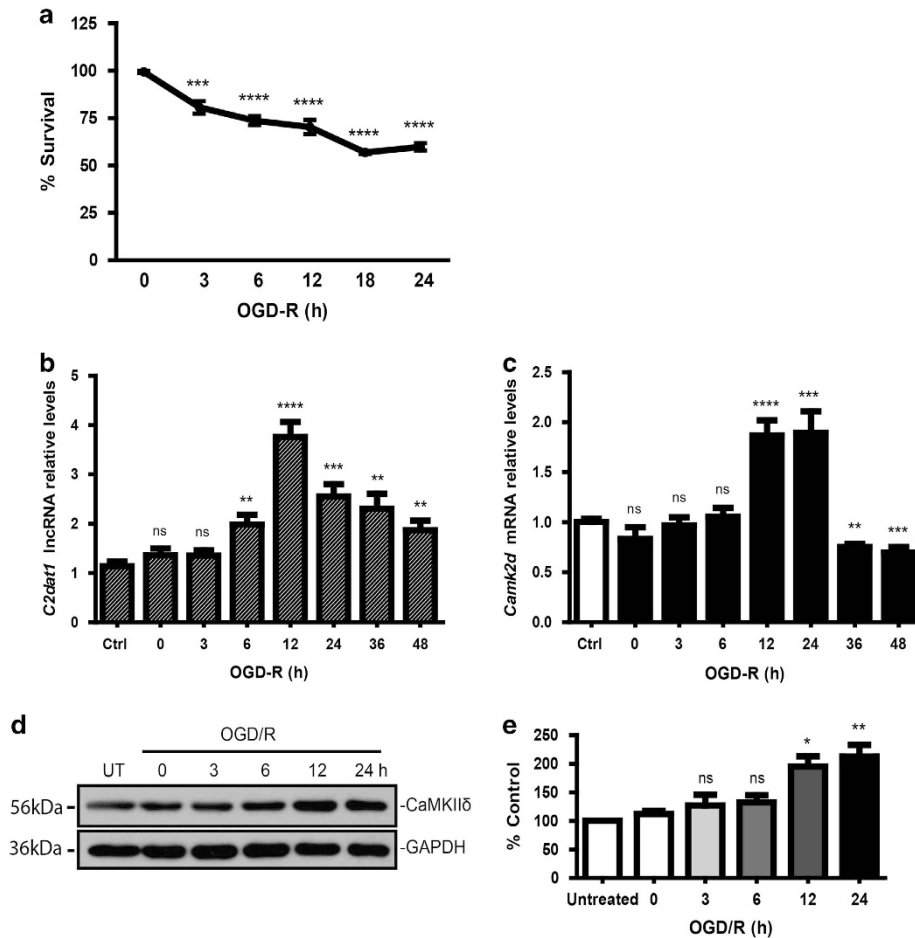 a
125
100
75
50
25
0
% Survival
***
****
****
****
****
0 3 6 12 18 24
OGD-R (h)
b
5
4
3
2
1
0
C2dat1 lncRNA relative levels
ns
ns
**
****
***
**
**
Ctrl 0 3 6 12 24 36 48
OGD-R (h)
c
2.5
2.0
1.5
1.0
0.5
0.0
Camk2d mRNA relative levels
ns
ns
ns
****
***
**
***
Ctrl 0 3 6 12 24 36 48
OGD-R (h)
d
OGD/R
UT 0 3 6 12 24 h
56kDa
-CaMKIIδ
36kDa
-GAPDH
e
250
200
150
100
50
0
% Control
ns
ns
*
**
Untreated 0 3 6 12 24
OGD/R (h)